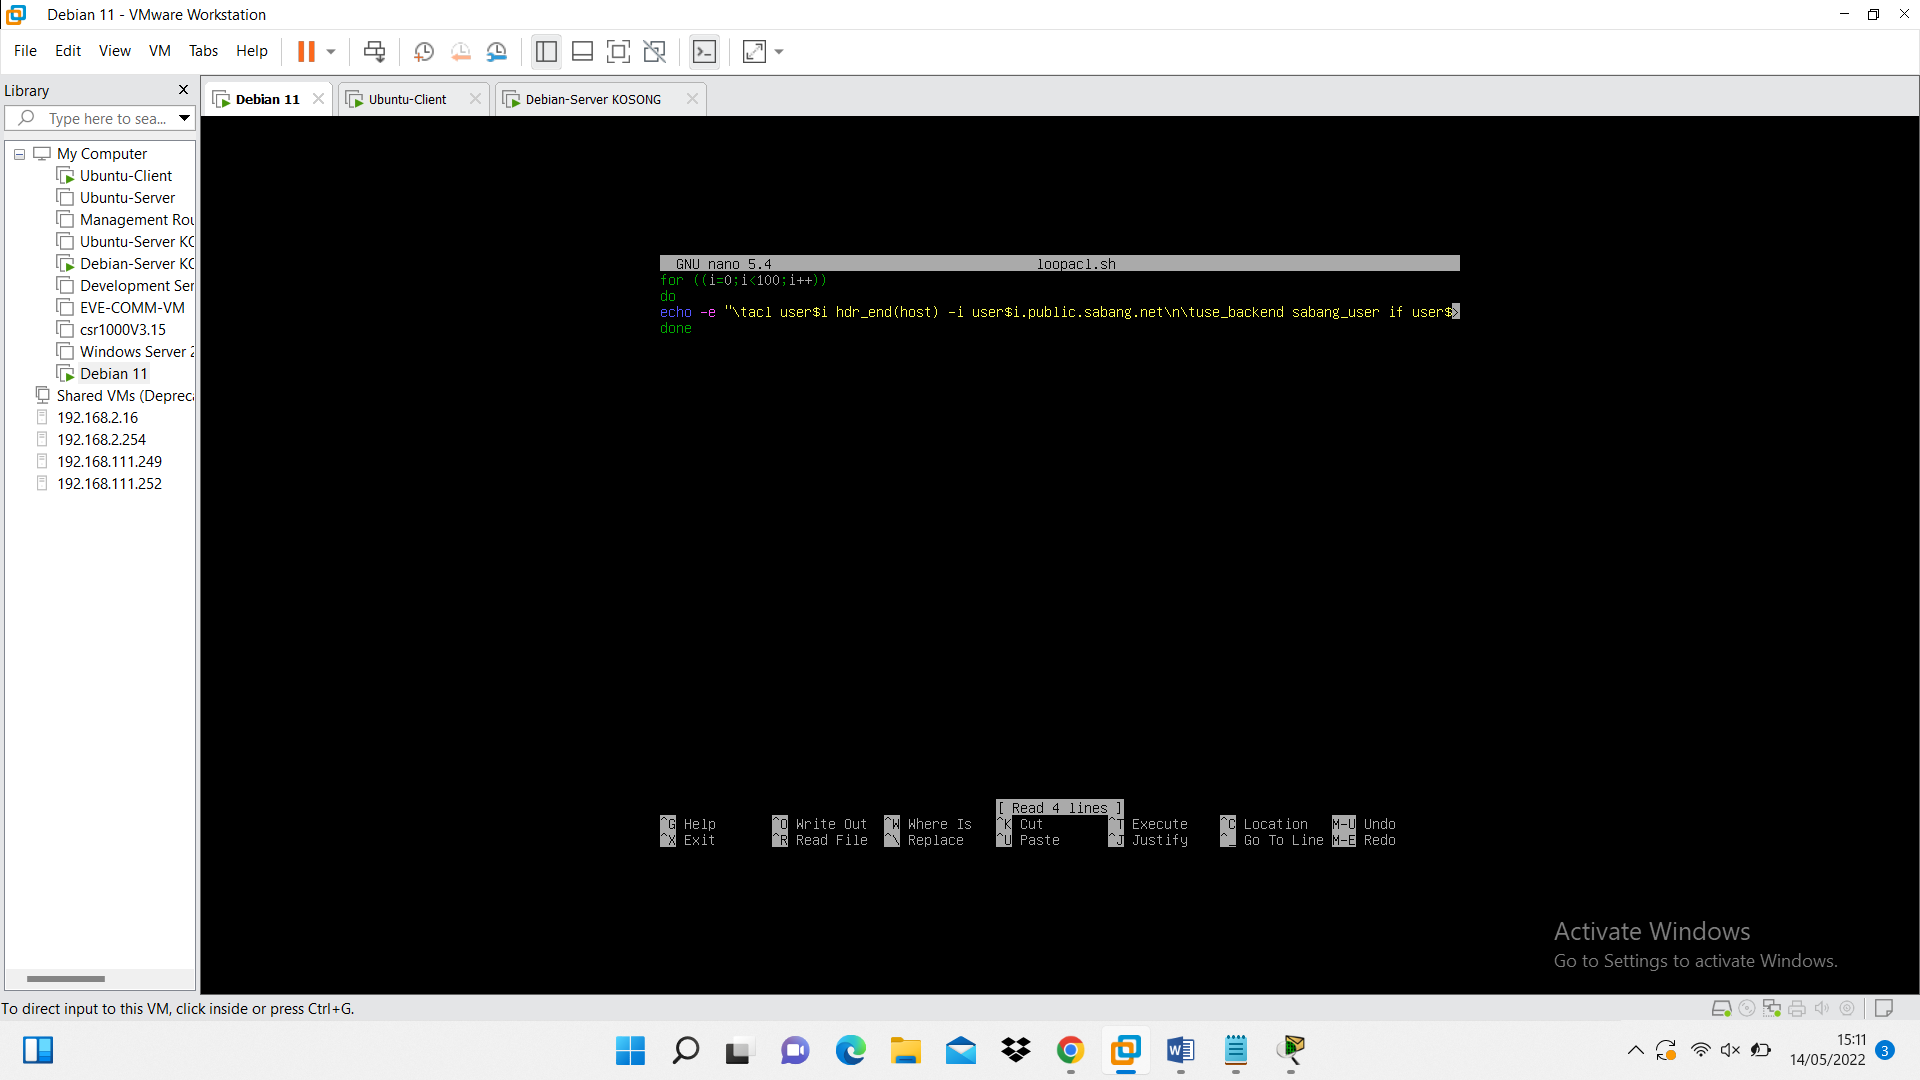 Debian 11 - VMware Workstation
File Edit View VM Tabs Help
Library
Type here to sea...
My Computer
Ubuntu-Client
Ubuntu-Server
Management Rou
Ubuntu-Server KO
Debian-Server KO
Development Ser
EVE-COMM-VM
csr1000V3.15
Windows Server 2
Debian 11
Shared VMs (Depreca
192.168.2.16
192.168.2.254
192.168.111.249
192.168.111.252
Debian 11 Ubuntu-Client Debian-Server KOSONG
GNU nano 5.4 loopacl.sh
for ((i=0;i<100;i++))
do
echo -e "\tacl user$i hdr_end(host) -i user$i.public.sabang.net\n\tuse_backend sabang_user if user$>
done
[ Read 4 lines ]
^G Help ^O Write Out ^W Where Is ^K Cut ^T Execute ^C Location M-U Undo
^X Exit ^R Read File ^\ Replace ^U Paste ^J Justify ^_ Go To Line M-E Redo
Activate Windows
Go to Settings to activate Windows.
To direct input to this VM, click inside or press Ctrl+G.
15:11
14/05/2022
3